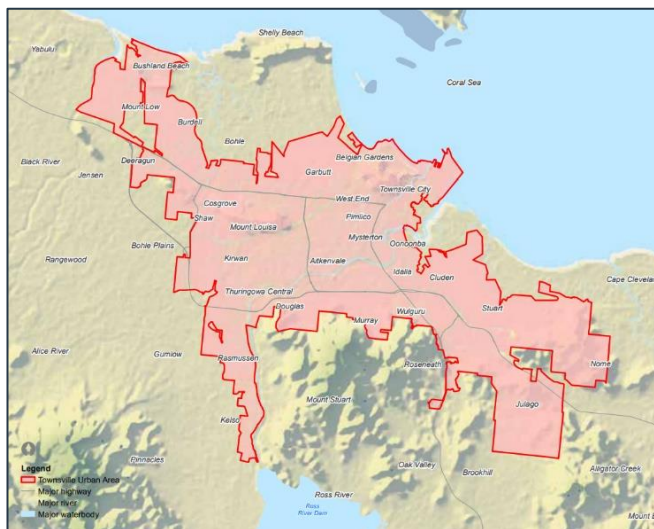 Shelly Beach
Yabulu
Bushland Beach
Coral Sea
Mount Low
Burdell
Bohle
Belgian Gardens
Black River
Deeragun
Jensen
Garbutt
Townsville City
Cosgrove
West End
Shaw
Pimlico
Mount Louisa
Mysterton
Bohle Plains
Oonoonba
Rangewood
Kirwan
Aitkenvale
Idalia
Cluden
Cape Clevela
Thuringowa Central
Douglas
Stuart
Murray
Wulguru
Alice River
Gumlow
Rasmussen
Roseneath
Nome
Mount Stuart
Julago
Kelso
Pinnacles
Oak Valley
Brookhill
Alligator Creek
Legend
Townsville Urban Area
Major highway
Major river
Major waterbody
Ross River
Ross
River Dam
Mount E